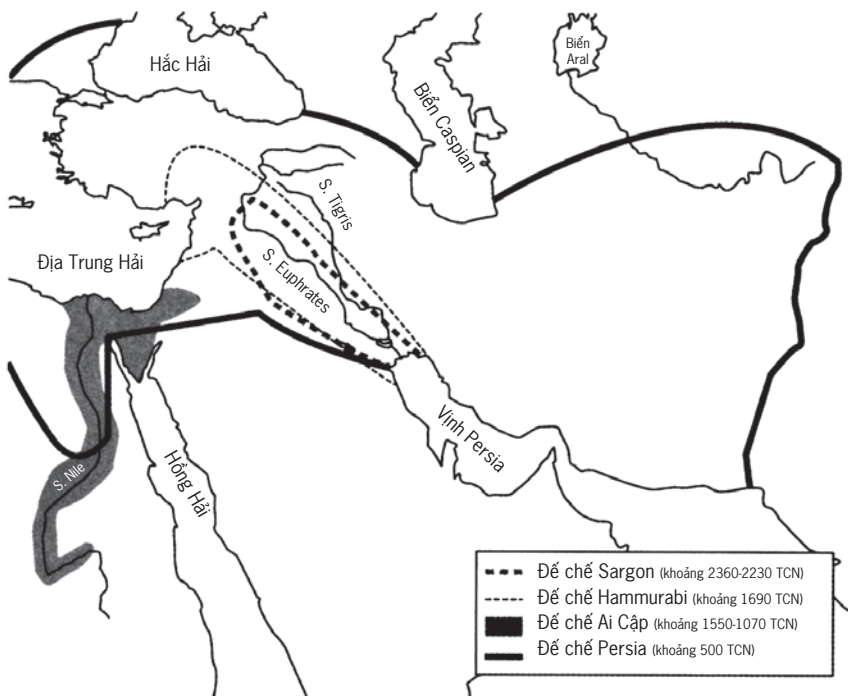 Hắc Hải
Biển
Aral
Biển Caspian
S. Tigris
Địa Trung Hải
S. Euphrates
Vịnh Persia
S. Nile
Hồng Hải
Đế chế Sargon (khoảng 2360-2230 TCN)
Đế chế Hammurabi (khoảng 1690 TCN)
Đế chế Ai Cập (khoảng 1550-1070 TCN)
Đế chế Persia (khoảng 500 TCN)